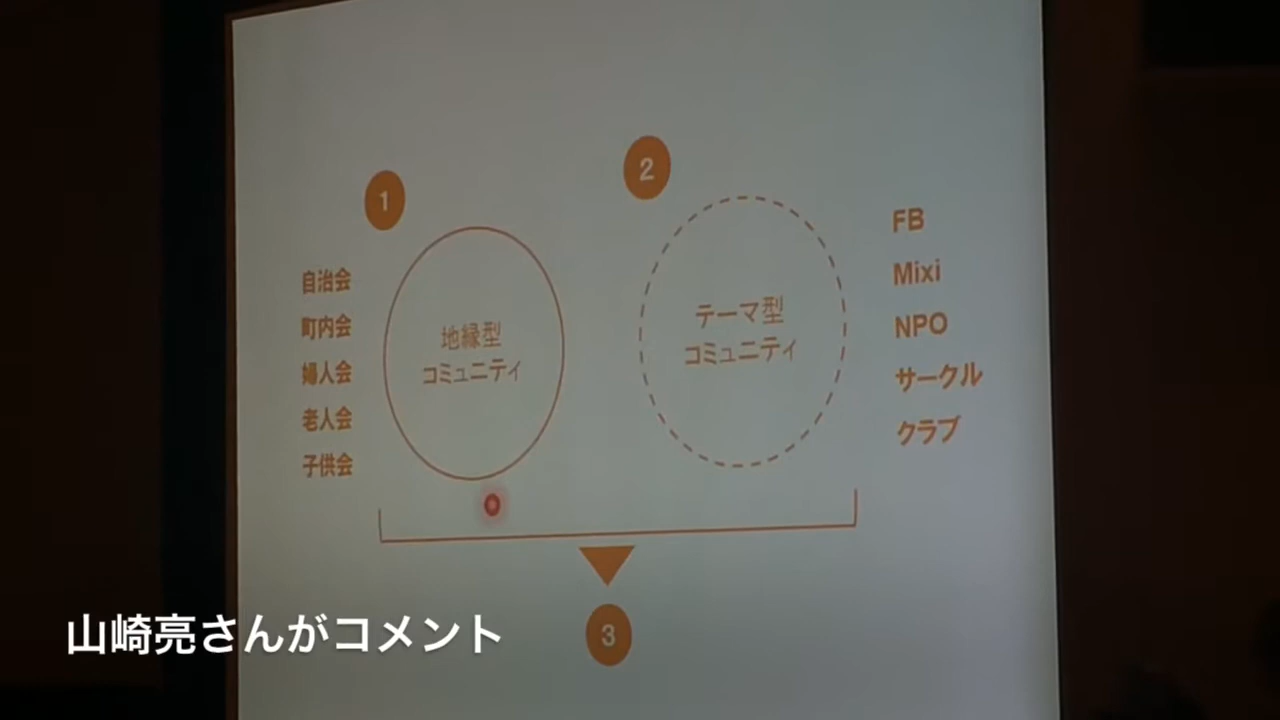 1
自治会
町内会
婦人会
老人会
子供会
地縁型
コミュニティ
2
テーマ型
コミュニティ
FB
Mixi
NPO
サークル
クラブ
3
山崎亮さんがコメント